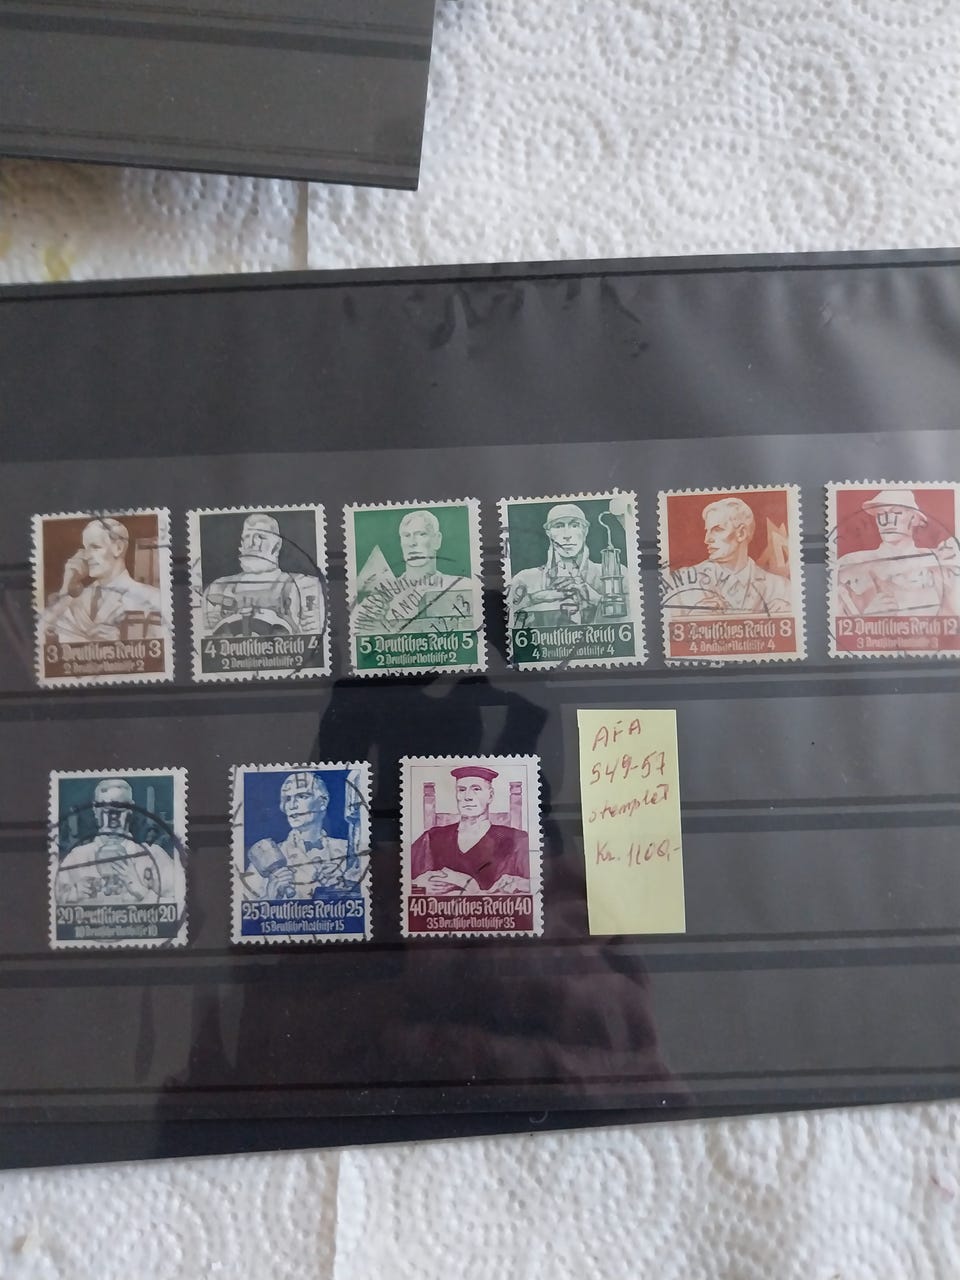 3 Deutsches Reich 3
2 Deutsche Nothilfe 2
4 Deutsches Reich 4
2 Deutsche Nothilfe 2
5 Deutsches Reich 5
2 Deutsche Nothilfe 2
6 Deutsches Reich 6
4 Deutsche Nothilfe 4
8 Deutsches Reich 8
4 Deutsche Nothilfe 4
12 Deutsches Reich 12
3 Deutsche Nothilfe 3
20 Deutsches Reich 20
10 Deutsche Nothilfe 10
25 Deutsches Reich 25
15 Deutsche Nothilfe 15
40 Deutsches Reich 40
35 Deutsche Nothilfe 35
AFA
549-57
stemplet
Kr. 1100,-